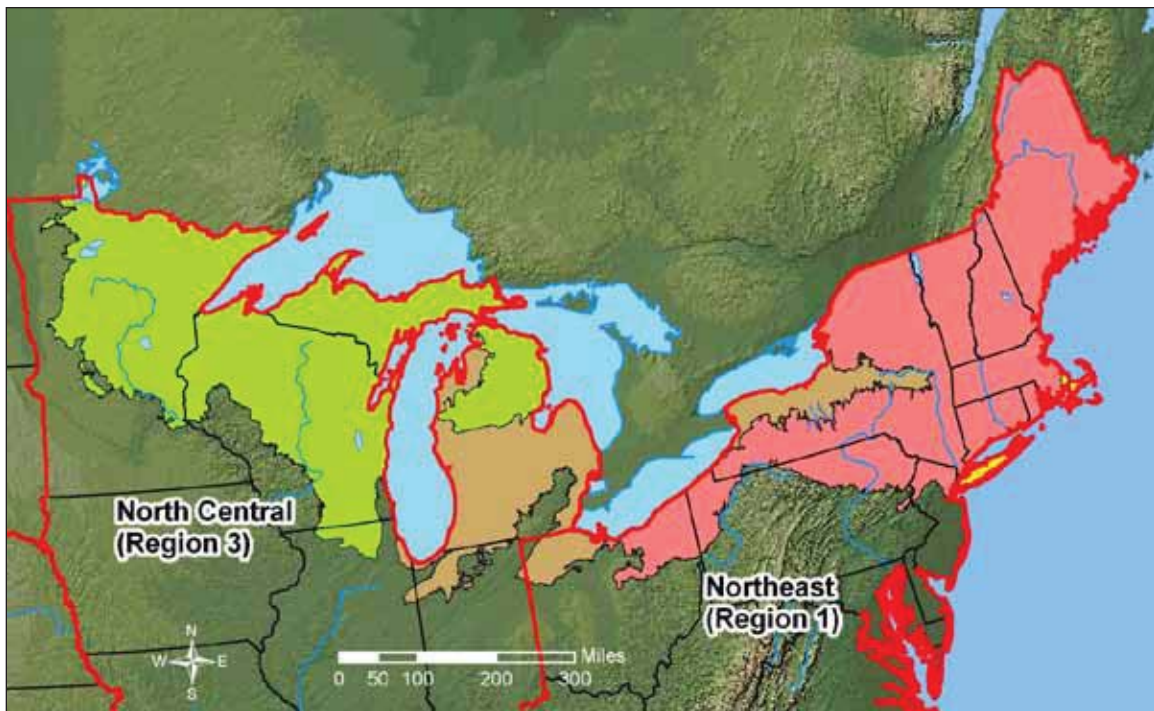 North Central
(Region 3)
Northeast
(Region 1)
N
W E
S
Miles
0 50 100 200 300